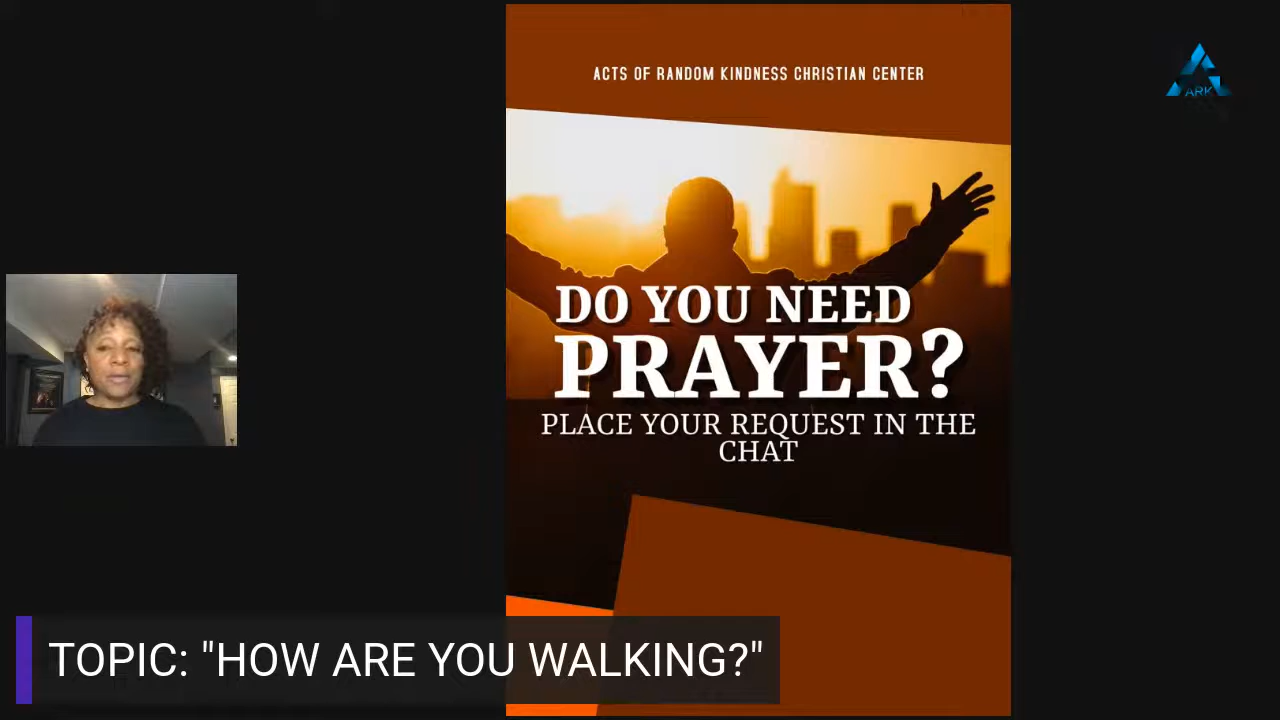 ACTS OF RANDOM KINDNESS CHRISTIAN CENTER
ARK
DO YOU NEED
PRAYER?
PLACE YOUR REQUEST IN THE
CHAT
TOPIC: "HOW ARE YOU WALKING?"